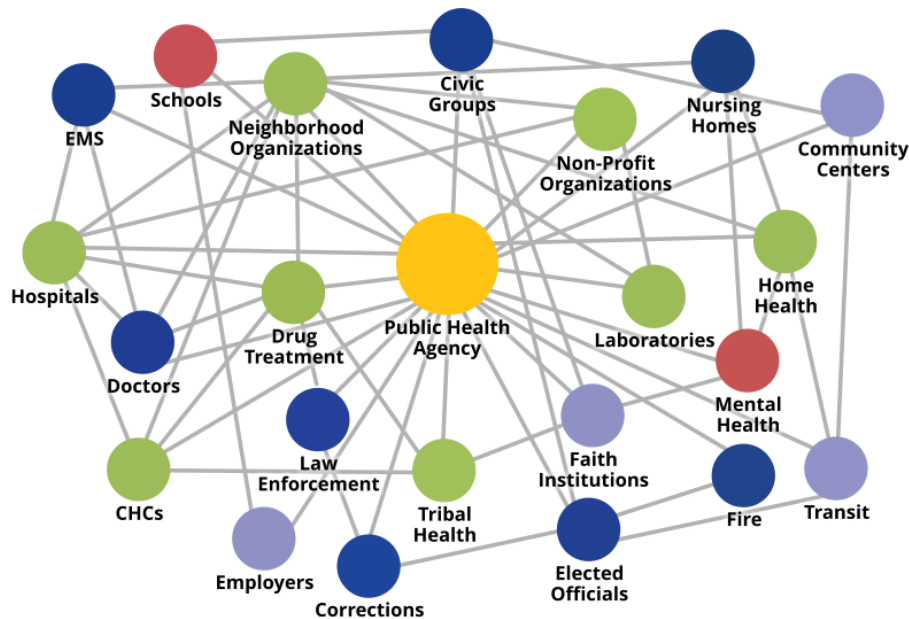 Schools
Civic
Groups
EMS
Neighborhood
Organizations
Nursing
Homes
Community
Centers
Non-Profit
Organizations
Hospitals
Home
Health
Public Health
Agency
Drug
Treatment
Laboratories
Doctors
Mental
Health
Law
Enforcement
Faith
Institutions
CHCs
Tribal
Health
Fire
Transit
Employers
Elected
Officials
Corrections